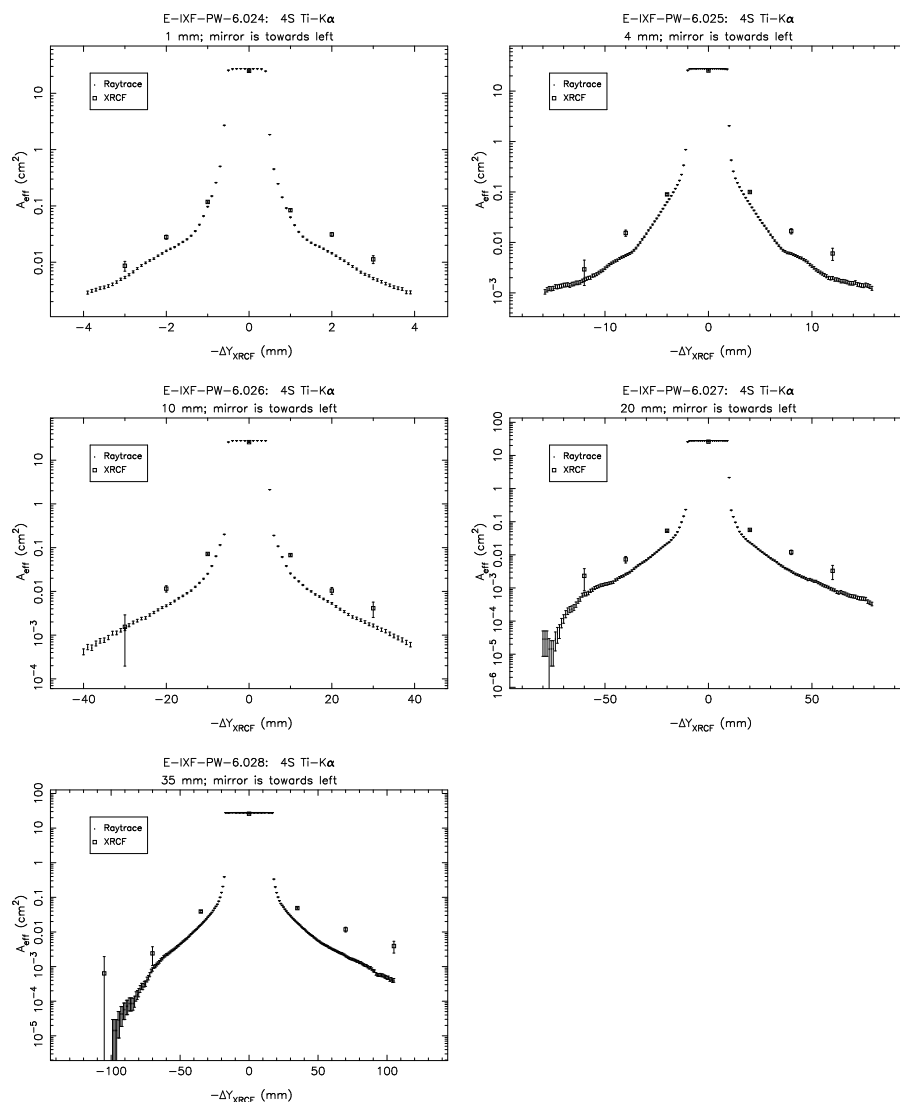 E-IXF-PW-6.024: 4S Ti-Kα
1 mm; mirror is towards left
A_eff (cm²)
10
1
0.1
0.01
Raytrace
XRCF
−4 −2 0 2 4
−ΔY_XRCF (mm)
E-IXF-PW-6.025: 4S Ti-Kα
4 mm; mirror is towards left
A_eff (cm²)
10
1
0.1
0.01
10⁻³
Raytrace
XRCF
−10 0 10
−ΔY_XRCF (mm)
E-IXF-PW-6.026: 4S Ti-Kα
10 mm; mirror is towards left
A_eff (cm²)
10
1
0.1
0.01
10⁻³
10⁻⁴
Raytrace
XRCF
−40 −20 0 20 40
−ΔY_XRCF (mm)
E-IXF-PW-6.027: 4S Ti-Kα
20 mm; mirror is towards left
A_eff (cm²)
100
10
1
0.1
0.01
10⁻³
10⁻⁴
10⁻⁵
10⁻⁶
Raytrace
XRCF
−50 0 50
−ΔY_XRCF (mm)
E-IXF-PW-6.028: 4S Ti-Kα
35 mm; mirror is towards left
A_eff (cm²)
100
10
1
0.1
0.01
10⁻³
10⁻⁴
10⁻⁵
Raytrace
XRCF
−100 −50 0 50 100
−ΔY_XRCF (mm)